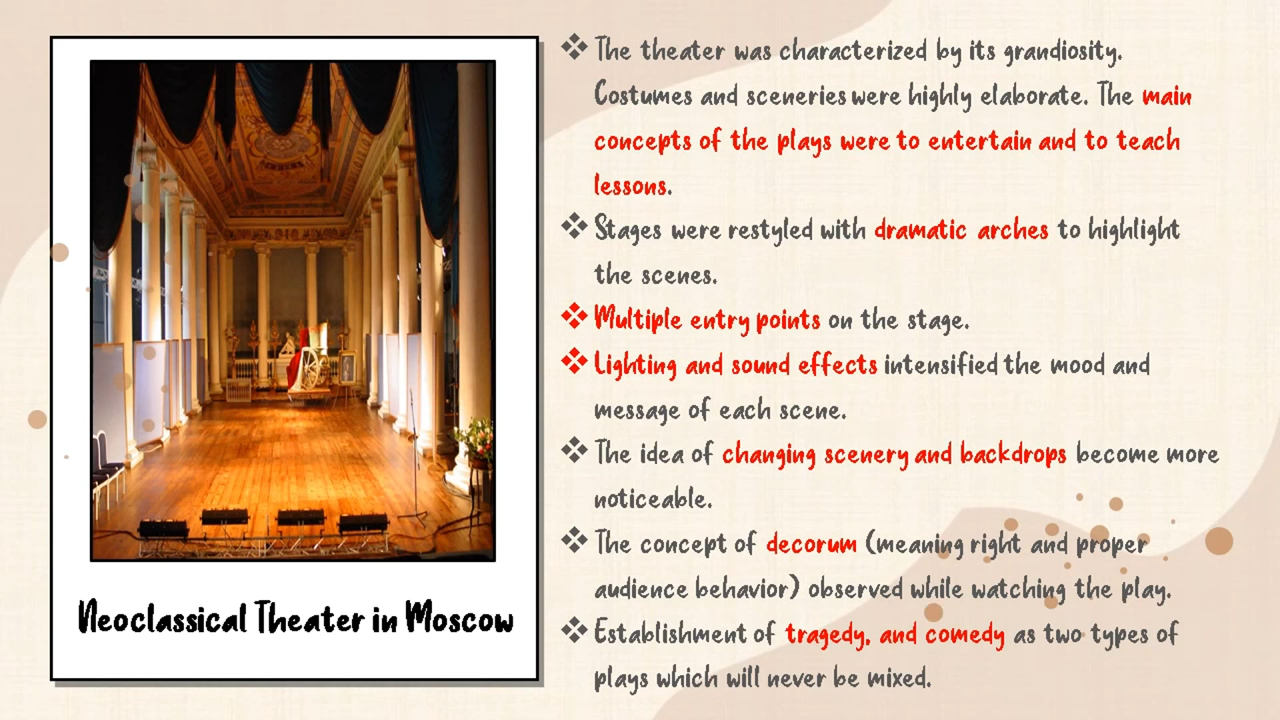 The theater was characterized by its grandiosity.
Costumes and sceneries were highly elaborate. The main
concepts of the plays were to entertain and to teach
lessons.
Stages were restyled with dramatic arches to highlight
the scenes.
Multiple entry points on the stage.
Lighting and sound effects intensified the mood and
message of each scene.
The idea of changing scenery and backdrops become more
noticeable.
The concept of decorum (meaning right and proper
audience behavior) observed while watching the play.
Establishment of tragedy, and comedy as two types of
plays which will never be mixed.
Neoclassical Theater in Moscow